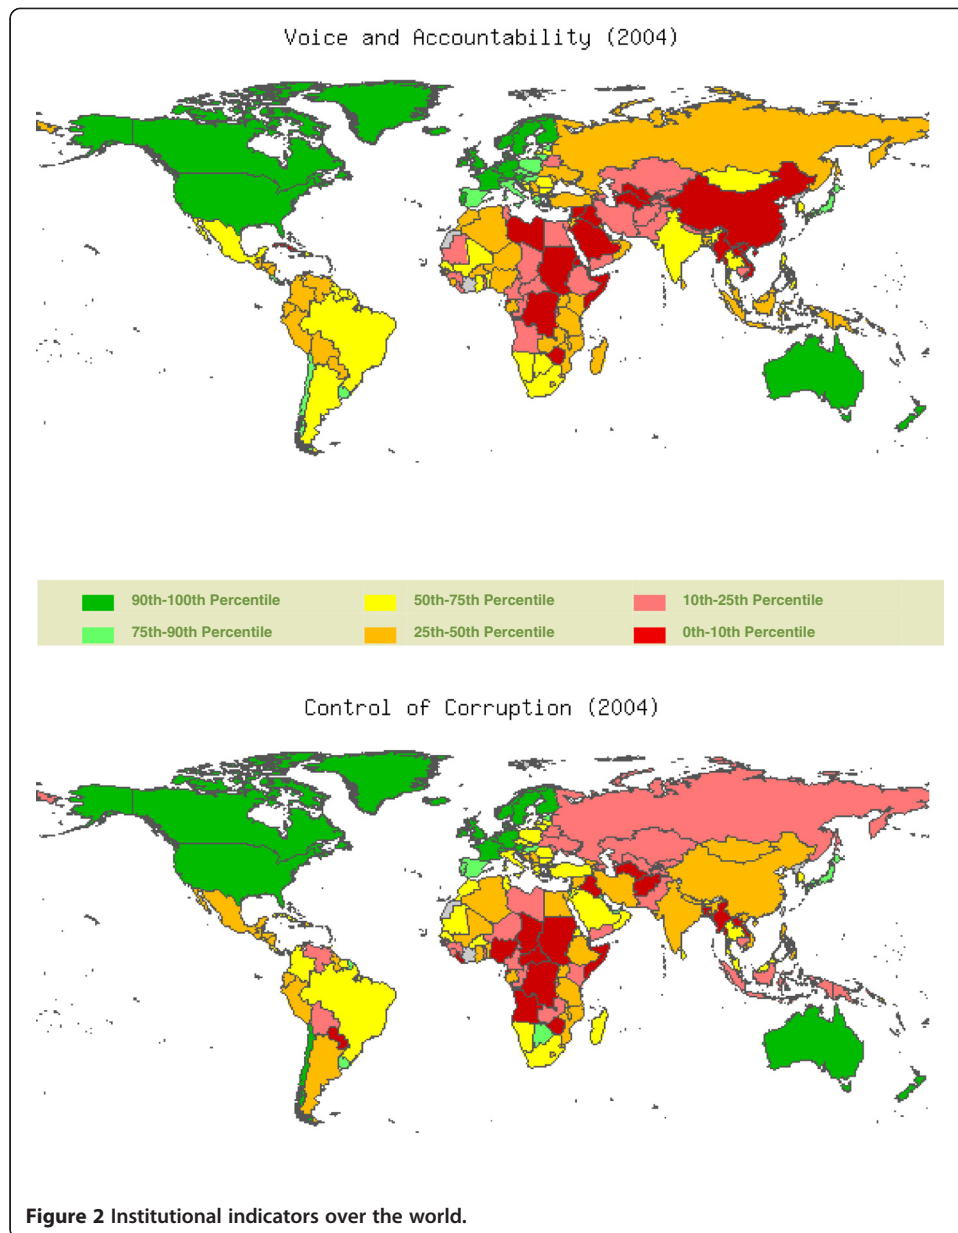 Voice and Accountability (2004)
90th-100th Percentile 50th-75th Percentile 10th-25th Percentile
75th-90th Percentile 25th-50th Percentile 0th-10th Percentile
Control of Corruption (2004)
Figure 2 Institutional indicators over the world.